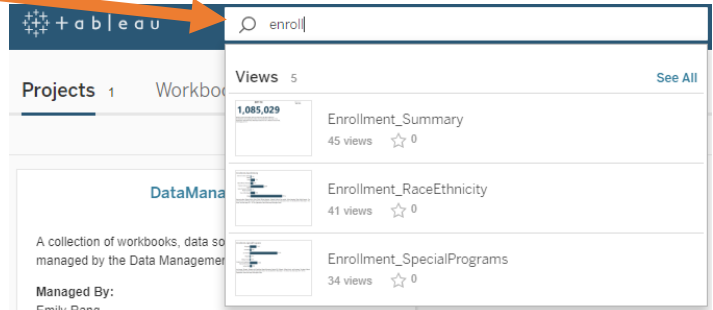 + a b | e a u
enroll
Projects 1 Workboo
Views 5 See All
1,085,029
Enrollment_Summary
45 views 0
DataMana
Enrollment_RaceEthnicity
41 views 0
A collection of workbooks, data so
managed by the Data Managemen
Enrollment_SpecialPrograms
34 views 0
Managed By: